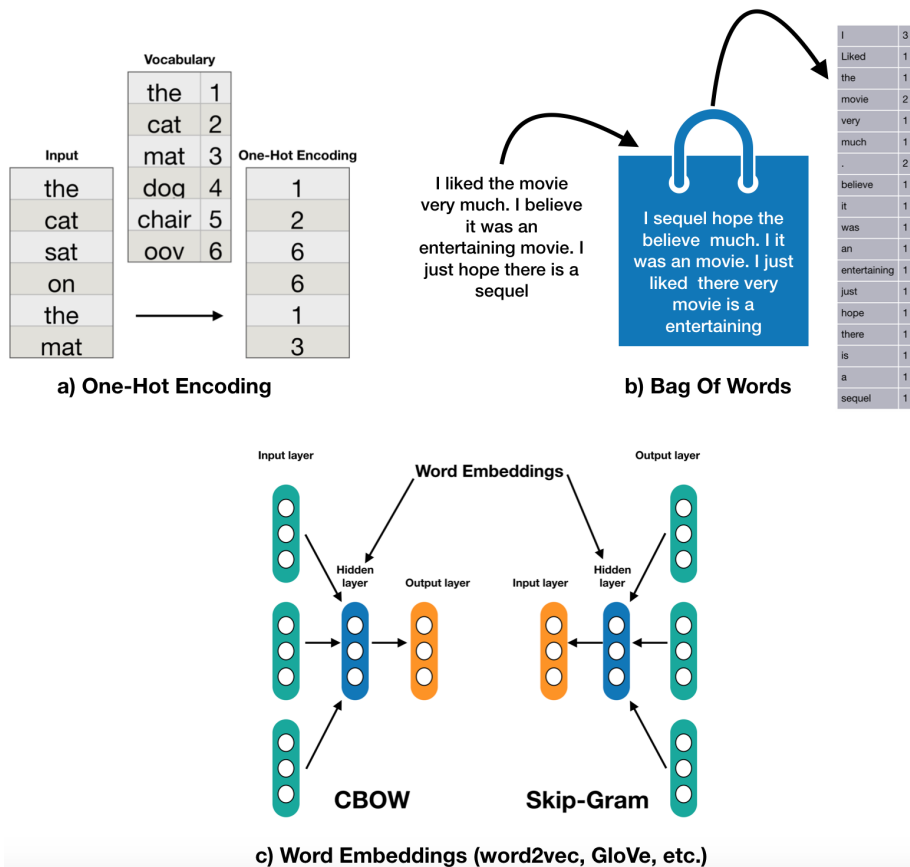 Vocabulary
the 1
cat 2
mat 3
dog 4
chair 5
oov 6
Input
the
cat
sat
on
the
mat
One-Hot Encoding
1
2
6
6
1
3
a) One-Hot Encoding
I liked the movie
very much. I believe
it was an
entertaining movie. I
just hope there is a
sequel
I sequel hope the
believe much. I it
was an movie. I just
liked there very
movie is a
entertaining
I 3
Liked 1
the 1
movie 2
very 1
much 1
. 2
believe 1
it 1
was 1
an 1
entertaining 1
just 1
hope 1
there 1
is 1
a 1
sequel 1
b) Bag Of Words
Input layer
Word Embeddings
Output layer
Hidden
layer
Output layer
Input layer
Hidden
layer
CBOW
Skip-Gram
c) Word Embeddings (word2vec, GloVe, etc.)